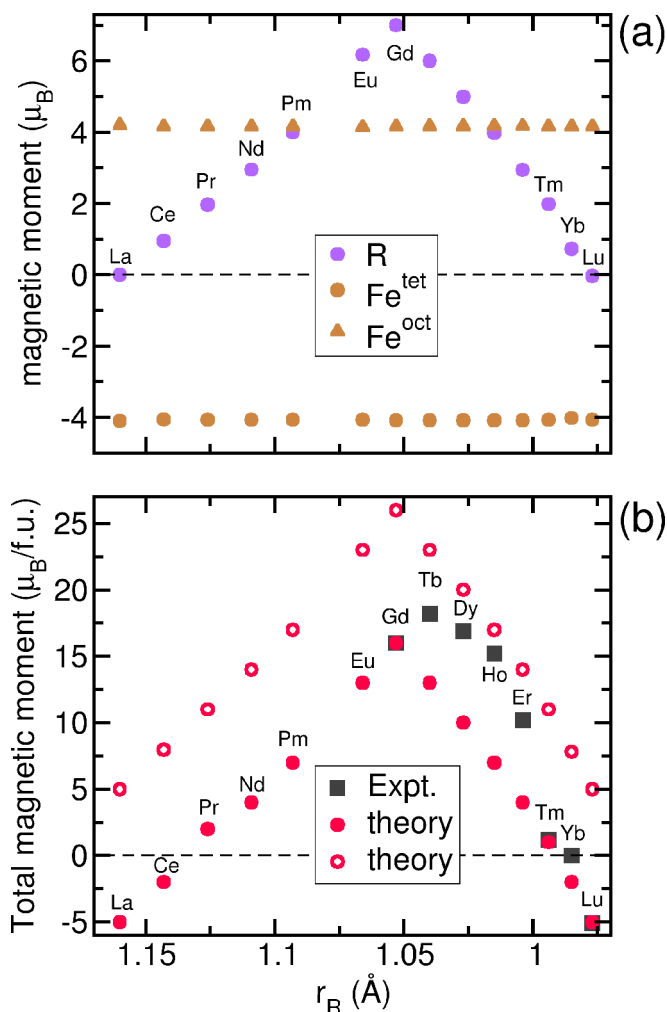 (a)
magnetic moment (μB)
6
4
2
0
-2
-4
La
Ce
Pr
Nd
Pm
Eu
Gd
Tm
Yb
Lu
R
Fe^tet
Fe^oct
(b)
Total magnetic moment (μB/f.u.)
25
20
15
10
5
0
-5
La
Ce
Pr
Nd
Pm
Eu
Gd
Tb
Dy
Ho
Er
Tm
Yb
Lu
Expt.
theory
theory
1.15
1.1
1.05
1
rR (Å)